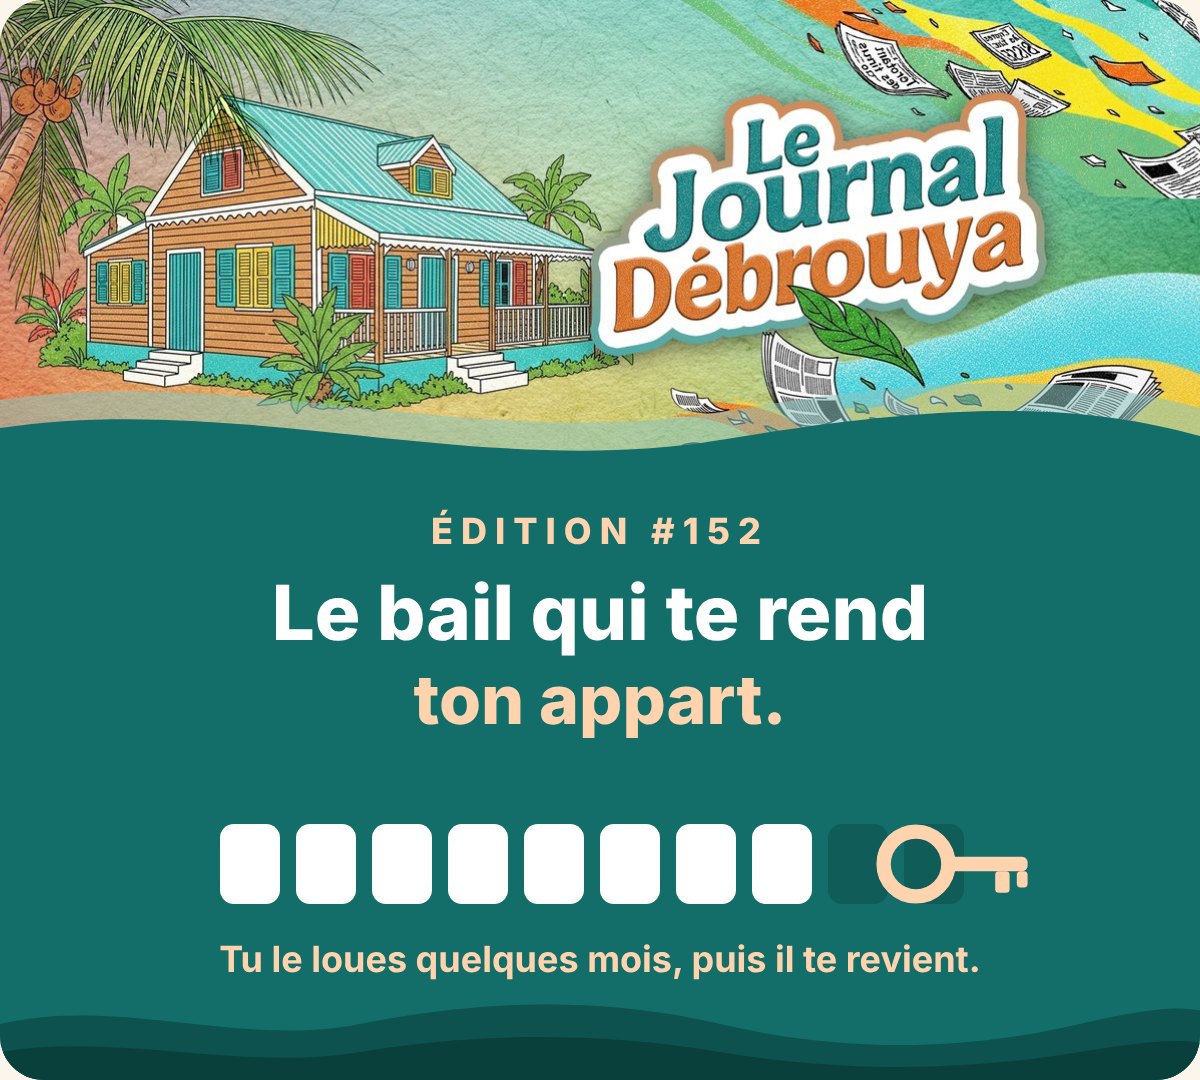 Le
Journal
Débrouya
ÉDITION #152
Le bail qui te rend
ton appart.
Tu le loues quelques mois, puis il te revient.